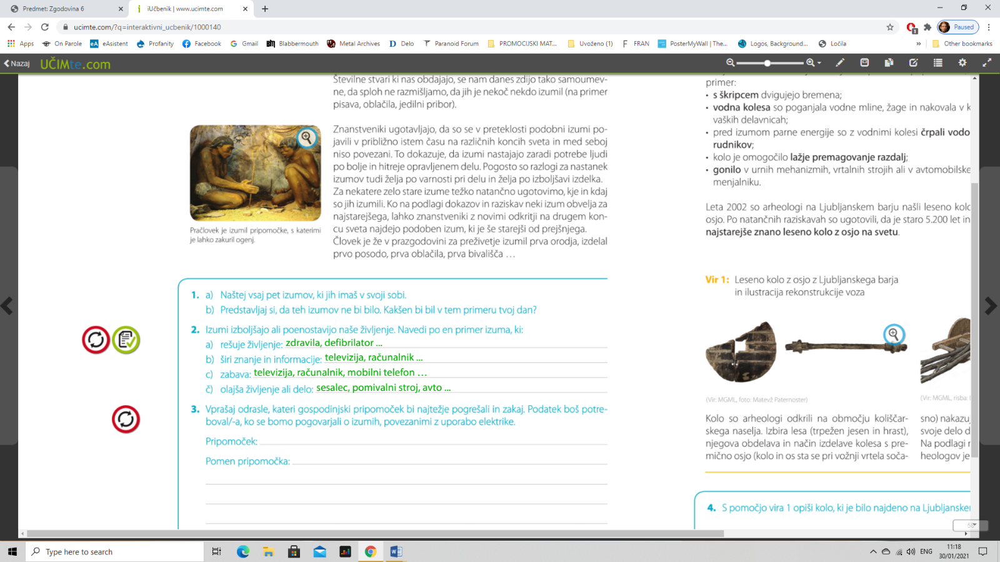 Predmet: Zgodovina 6
iUčbenik | www.ucimte.com
ucimte.com/?q=interaktivni_ucbenik/1000140
Paused
Apps
On Parole
eAsistent
Profanity
Facebook
Gmail
Blabbermouth
Metal Archives
Delo
Paranoid Forum
PROMOCIJSKI MAT...
Uvoženo (1)
FRAN
PosterMyWall | The...
Logos, Background...
Ločila
»
Other bookmarks
Nazaj
UČIMte.com
Številne stvari ki nas obdajajo, se nam danes zdijo tako samoumev-
ne, da sploh ne razmišljamo, da jih je nekoč nekdo izumil (na primer
pisava, oblačila, jedilni pribor).
Znanstveniki ugotavljajo, da so se v preteklosti podobni izumi po-
javili v približno istem času na različnih koncih sveta in med seboj
niso povezani. To dokazuje, da izumi nastajajo zaradi potrebe ljudi
po bolje in hitreje opravljenem delu. Pogosto so razlogi za nastanek
izumov tudi želja po varnosti pri delu in želja po izboljšavi izdelka.
Za nekatere zelo stare izume težko natančno ugotovimo, kje in kdaj
so jih izumili. Ko na podlagi dokazov in raziskav neki izum obvelja za
najstarejšega, lahko znanstveniki z novimi odkritji na drugem kon-
cu sveta najdejo podoben izum, ki je še starejši od prejšnjega.
Človek je že v prazgodovini za preživetje izumil prva orodja, izdelal
prvo posodo, prva oblačila, prva bivališča …
Pračlovek je izumil pripomočke, s katerimi
je lahko zakuril ogenj.
1. a) Naštej vsaj pet izumov, ki jih imaš v svoji sobi.
b) Predstavljaj si, da teh izumov ne bi bilo. Kakšen bi bil v tem primeru tvoj dan?
2. Izumi izboljšajo ali poenostavijo naše življenje. Navedi po en primer izuma, ki:
a) rešuje življenje: zdravila, defibrilator ...
b) širi znanje in informacije: televizija, računalnik ...
c) zabava: televizija, računalnik, mobilni telefon …
č) olajša življenje ali delo: sesalec, pomivalni stroj, avto ...
3. Vprašaj odrasle, kateri gospodinjski pripomoček bi najtežje pogrešali in zakaj. Podatek boš potre-
boval/-a, ko se bomo pogovarjali o izumih, povezanimi z uporabo elektrike.
Pripomoček:
Pomen pripomočka:
primer:
• s škripcem dvigujejo bremena;
• vodna kolesa so poganjala vodne mline, žage in nakovala v k
vaških delavnicah;
• pred izumom parne energije so z vodnimi kolesi črpali vodo
rudnikov;
• kolo je omogočilo lažje premagovanje razdalj;
• gonilo v urnih mehanizmih, vrtalnih strojih ali v avtomobilske
menjalniku.
Leta 2002 so arheologi na Ljubljanskem barju našli leseno kolo
osjo. Po natančnih raziskavah so ugotovili, da je staro 5.200 let in
najstarejše znano leseno kolo z osjo na svetu.
Vir 1: Leseno kolo z osjo z Ljubljanskega barja
in ilustracija rekonstrukcije voza
(Vir: MGML, foto: Matevž Paternoster)
(Vir: MGML, risba:
Kolo so arheologi odkrili na območju koliščar-
skega naselja. Izbira lesa (trpežen jesen in hrast),
njegova obdelava in način izdelave kolesa s pre-
mično osjo (kolo in os sta se pri vožnji vrtela soča-
sno) nakazu
svoje delo d
Na podlagi
heologov je
4. S pomočjo vira 1 opiši kolo, ki je bilo najdeno na Ljubljanske
58
Type here to search
ENG
11:18
30/01/2021